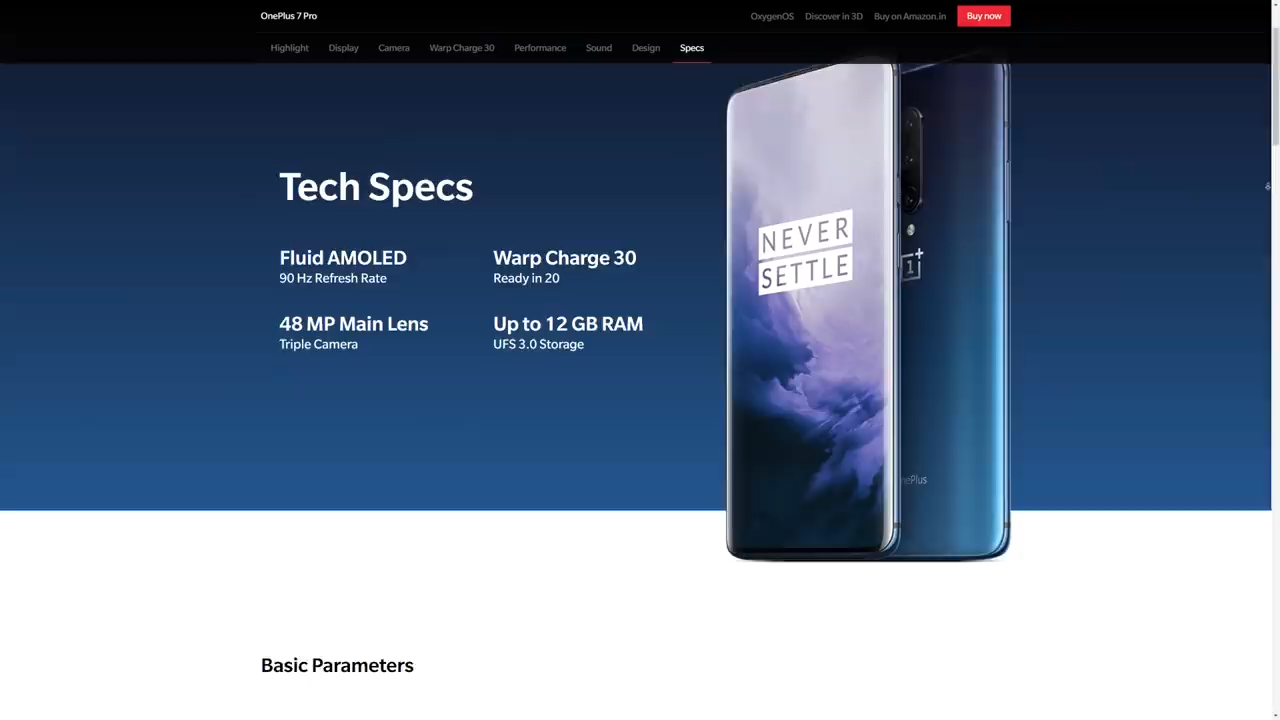 OnePlus 7 Pro
OxygenOS Discover in 3D Buy on Amazon.in Buy now
Highlight Display Camera Warp Charge 30 Performance Sound Design Specs
Tech Specs
Fluid AMOLED
90 Hz Refresh Rate
Warp Charge 30
Ready in 20
48 MP Main Lens
Triple Camera
Up to 12 GB RAM
UFS 3.0 Storage
NEVER
SETTLE
1+
nePlus
Basic Parameters